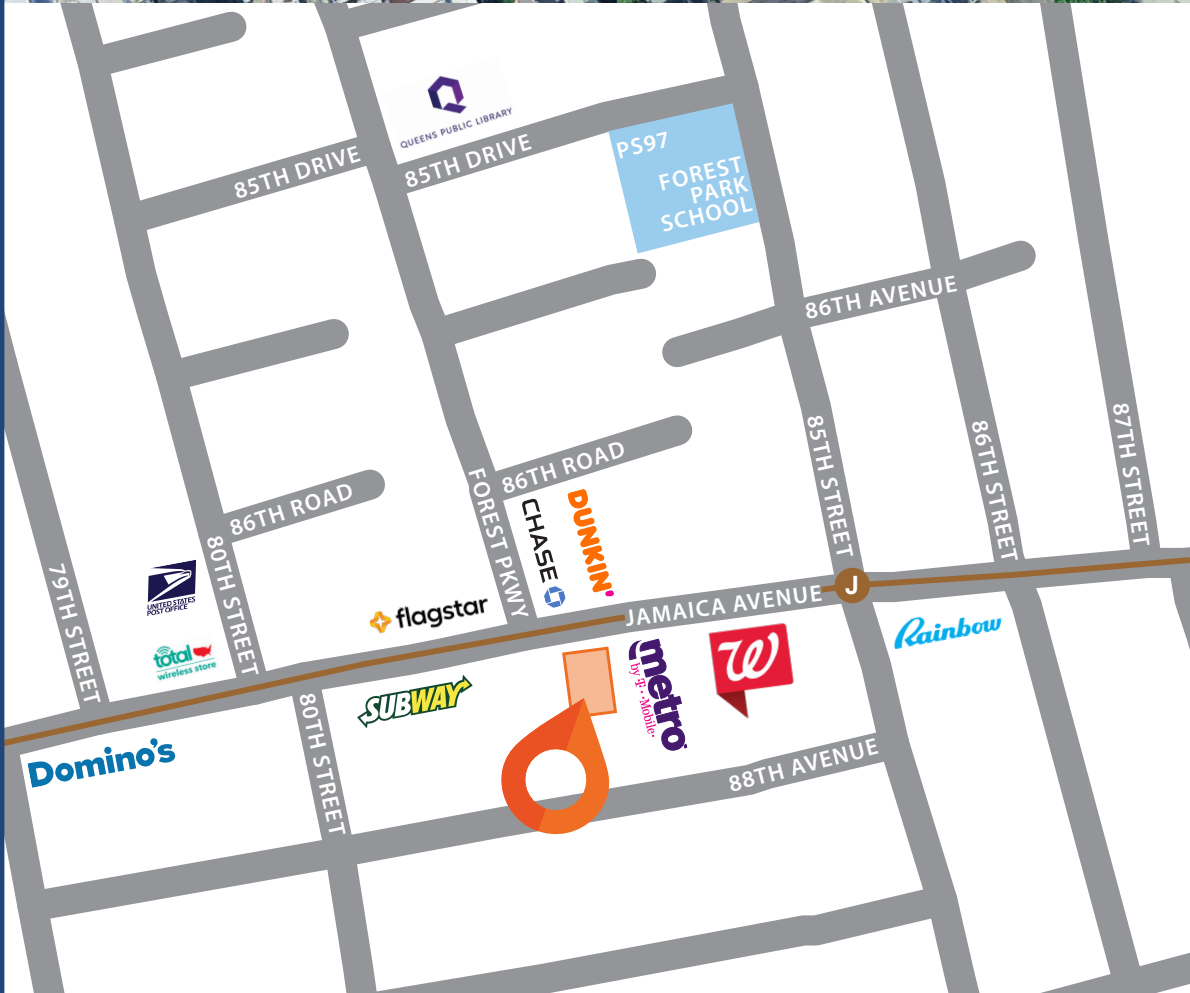 QUEENS PUBLIC LIBRARY
85TH DRIVE
85TH DRIVE
PS97
FOREST
PARK
SCHOOL
86TH AVENUE
86TH ROAD
86TH ROAD
FOREST PKWY
85TH STREET
86TH STREET
87TH STREET
79TH STREET
80TH STREET
UNITED STATES
POST OFFICE
total
wireless store
flagstar
CHASE
DUNKIN'
JAMAICA AVENUE
J
Rainbow
Domino's
80TH STREET
SUBWAY
metro
by T-Mobile
W
88TH AVENUE